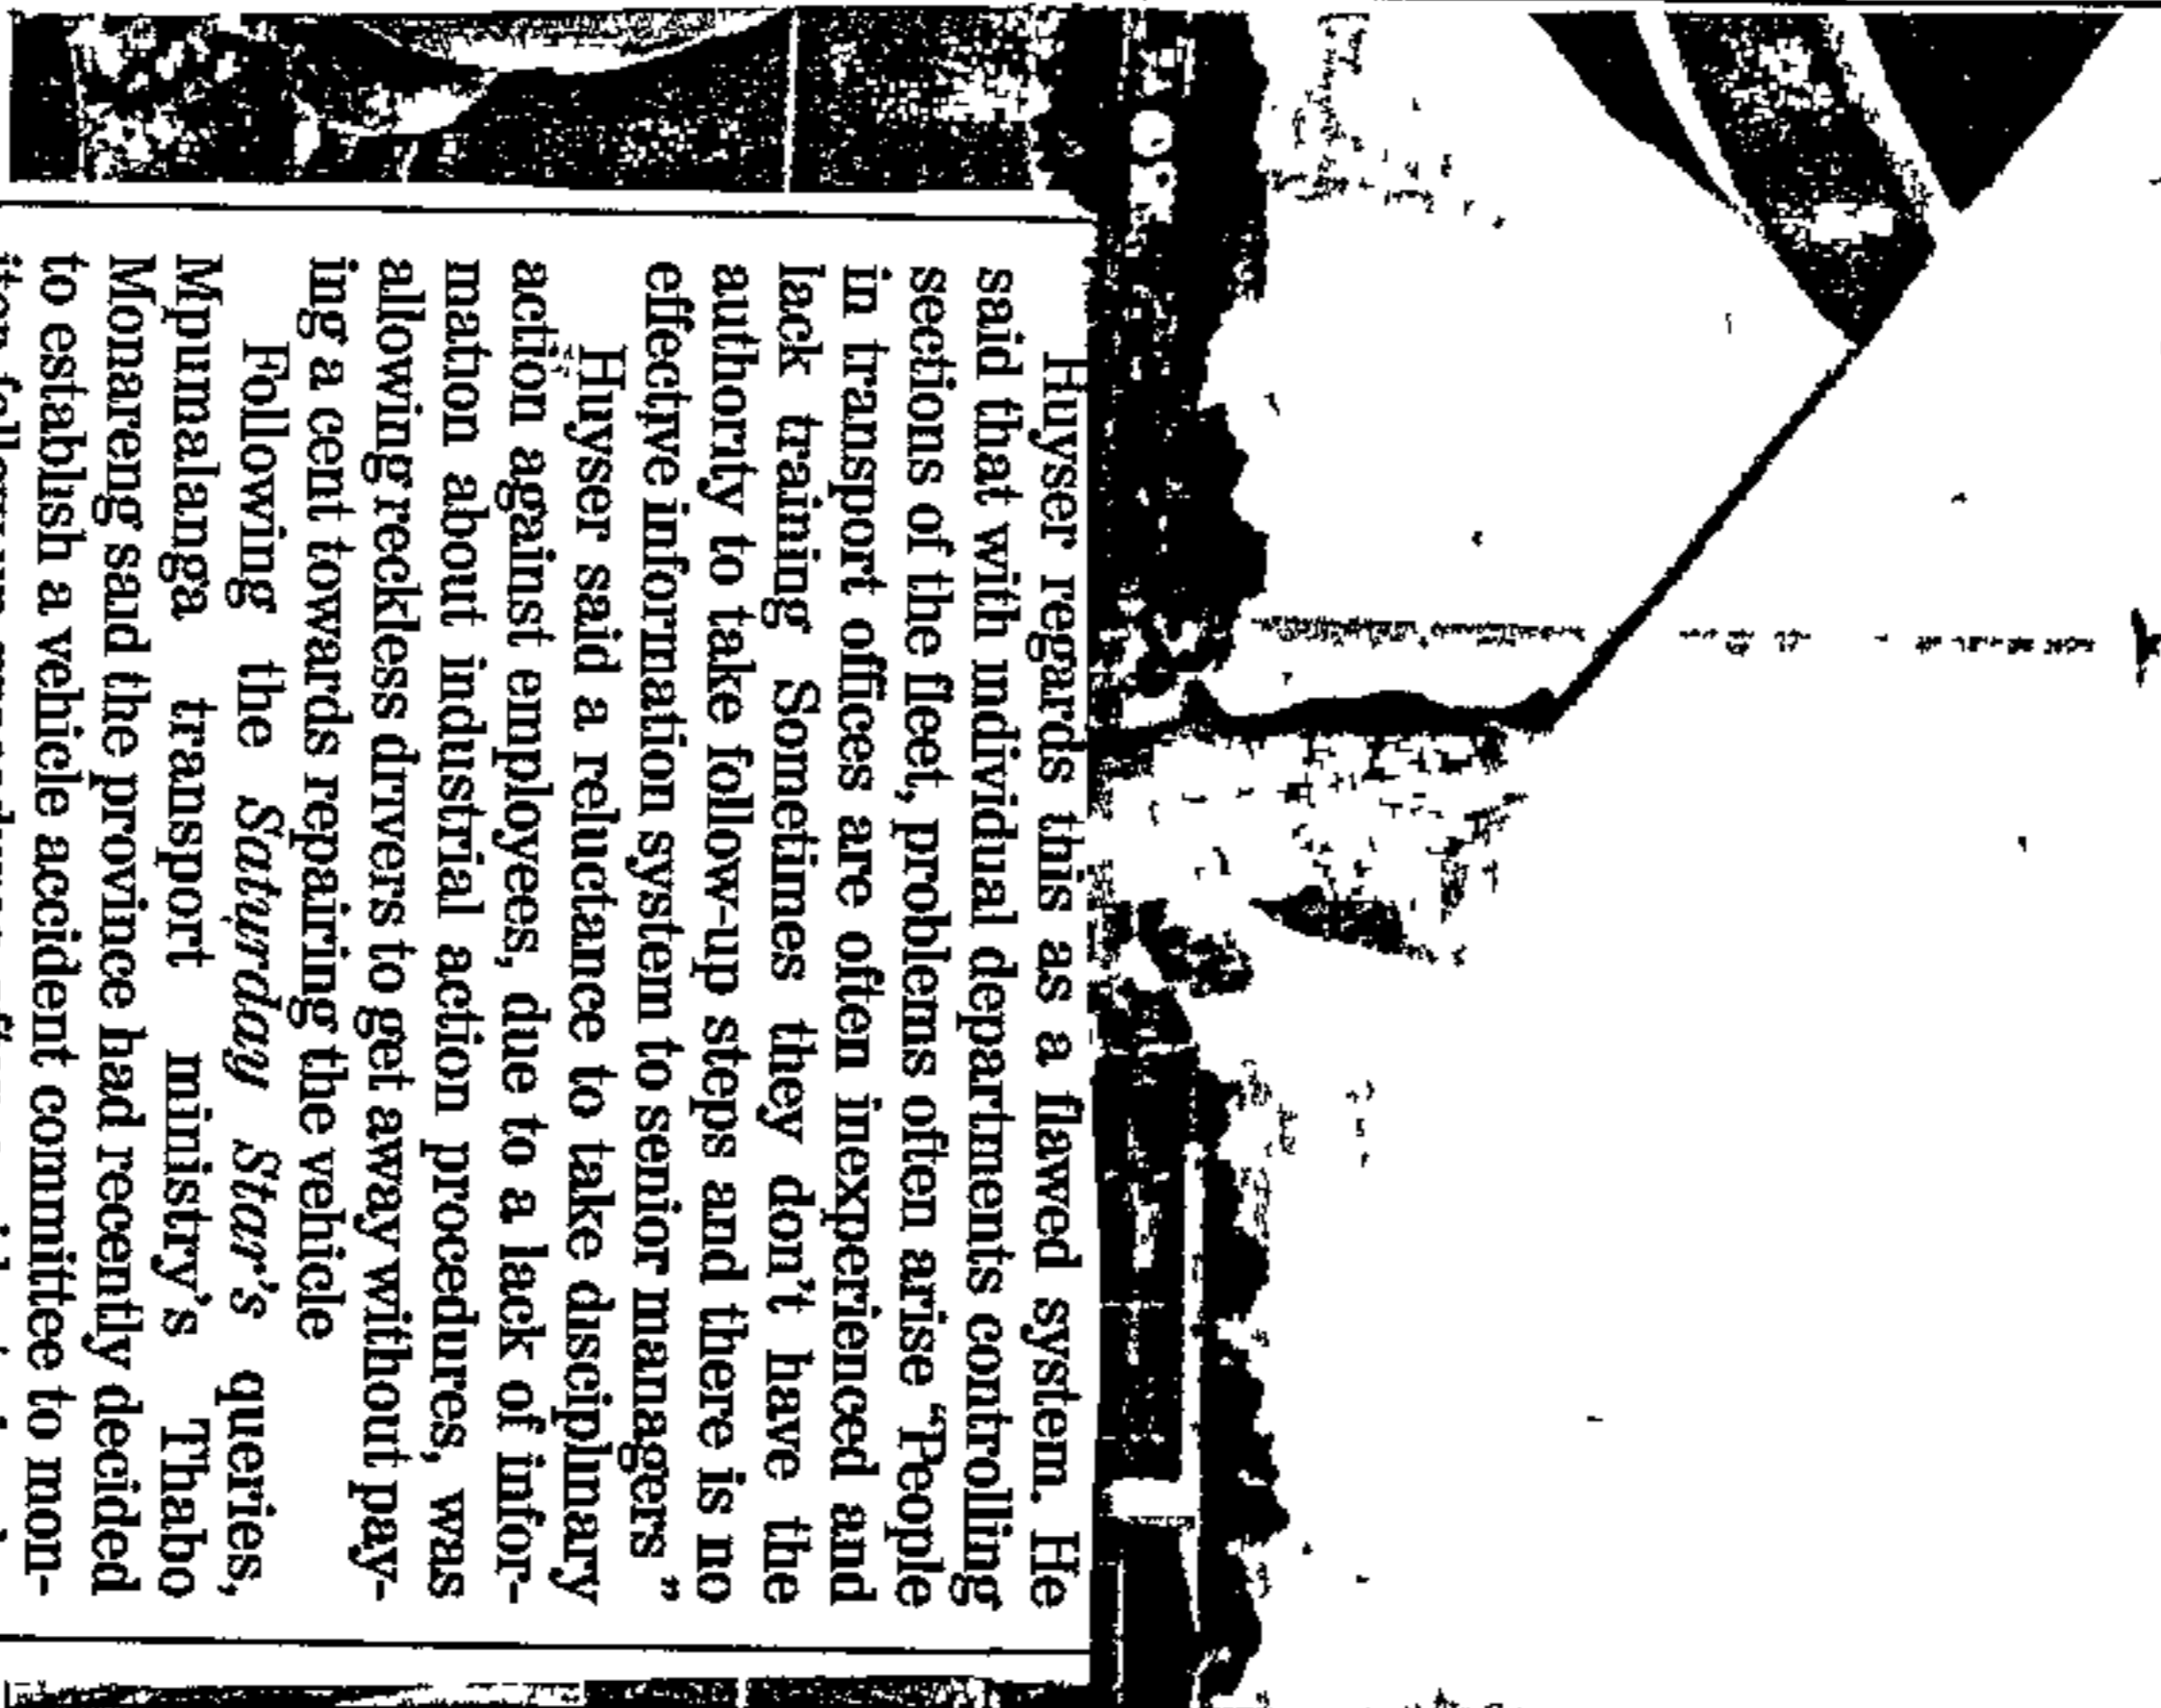 Huyser regards this as a flawed system. He
said that with individual departments controlling
sections of the fleet, problems often arise "People
in transport offices are often inexperienced and
lack training Sometimes they don't have the
authority to take follow-up steps and there is no
effective information system to senior managers"
Huyser said a reluctance to take disciplinary
action against employees, due to a lack of infor-
mation about industrial action procedures, was
allowing reckless drivers to get away without pay-
ing a cent towards repairing the vehicle
Following the Saturday Star's queries,
Mpumalanga transport ministry's Thabo
Monareng said the province had recently decided
to establish a vehicle accident committee to mon-